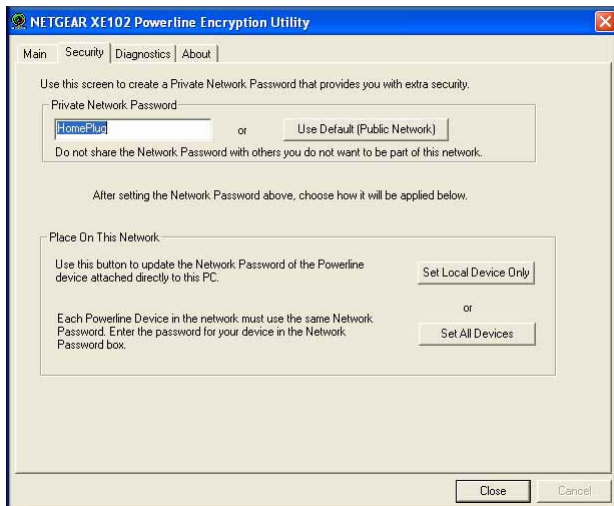 NETGEAR XE102 Powerline Encryption Utility
Main Security Diagnostics About
Use this screen to create a Private Network Password that provides you with extra security.
Private Network Password
HomePlug or Use Default (Public Network)
Do not share the Network Password with others you do not want to be part of this network.
After setting the Network Password above, choose how it will be applied below.
Place On This Network
Use this button to update the Network Password of the Powerline
device attached directly to this PC.
Set Local Device Only
or
Each Powerline Device in the network must use the same Network
Password. Enter the password for your device in the Network
Password box.
Set All Devices
Close Cancel